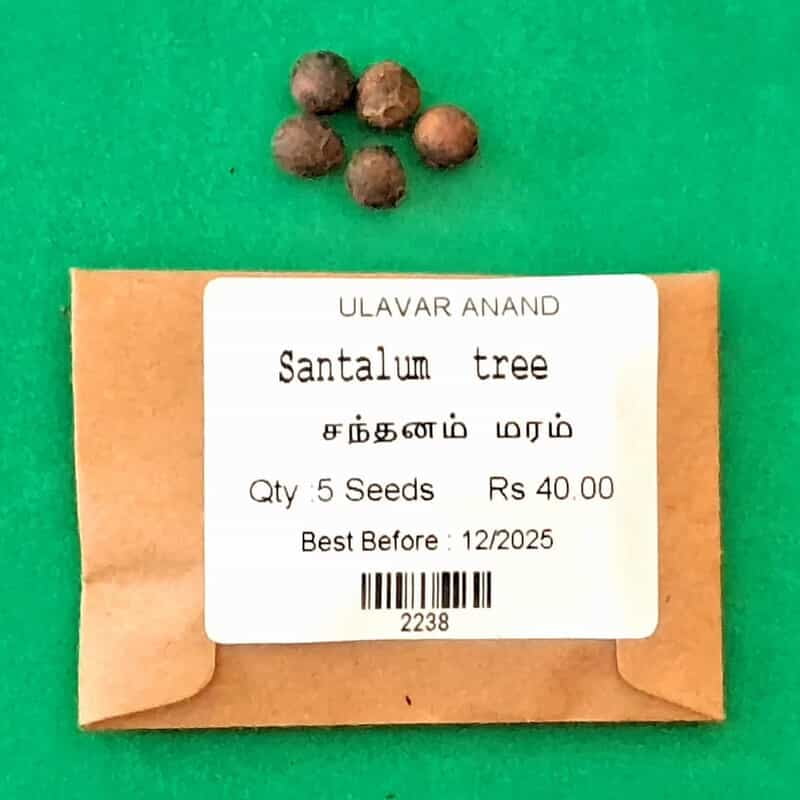 ULAVAR ANAND
Santalum tree
சந்தனம் மரம்
Qty :5 Seeds Rs 40.00
Best Before : 12/2025
2238